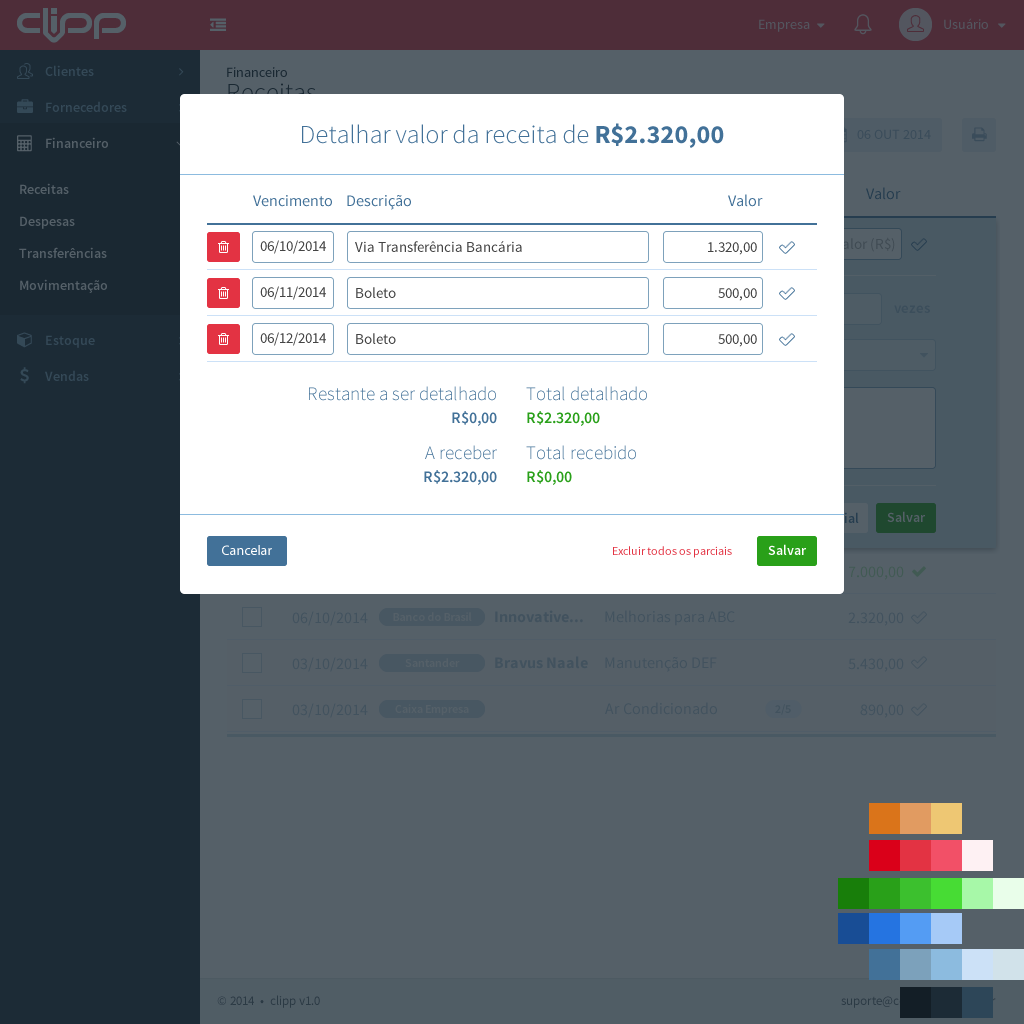 clipp
Empresa
Usuário
Clientes
Fornecedores
Financeiro
Receitas
Despesas
Transferências
Movimentação
Estoque
Vendas
Financeiro
Receitas
06 OUT 2014
Valor
(R$)
vezes
Salvar
Detalhar valor da receita de R$2.320,00
Vencimento Descrição Valor
06/10/2014 Via Transferência Bancária 1.320,00
06/11/2014 Boleto 500,00
06/12/2014 Boleto 500,00
Restante a ser detalhado Total detalhado
R$0,00 R$2.320,00
A receber Total recebido
R$2.320,00 R$0,00
Cancelar Excluir todos os parciais Salvar
7.000,00
06/10/2014 Banco do Brasil Innovative... Melhorias para ABC 2.320,00
03/10/2014 Santander Bravus Naale Manutenção DEF 5.430,00
03/10/2014 Caixa Empresa Ar Condicionado 2/5 890,00
© 2014 • clipp v1.0
suporte@c